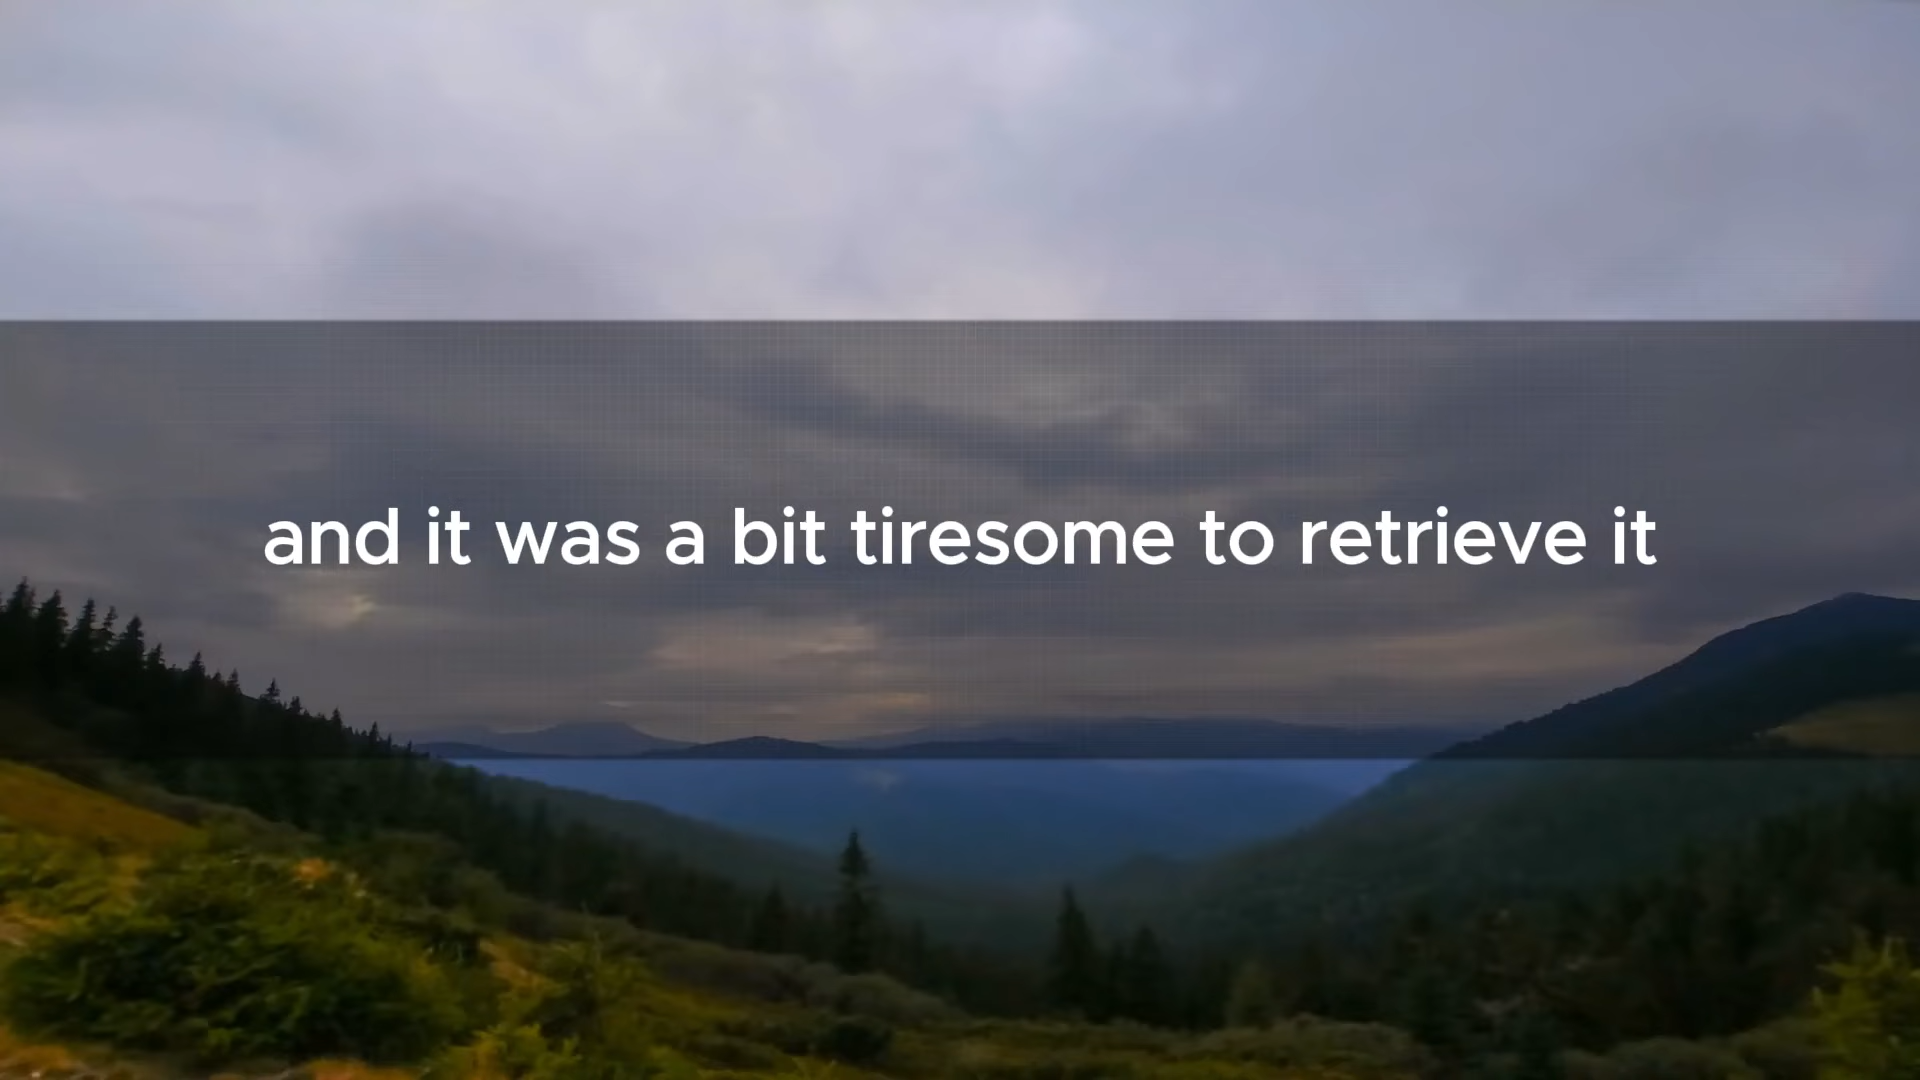 and it was a bit tiresome to retrieve it